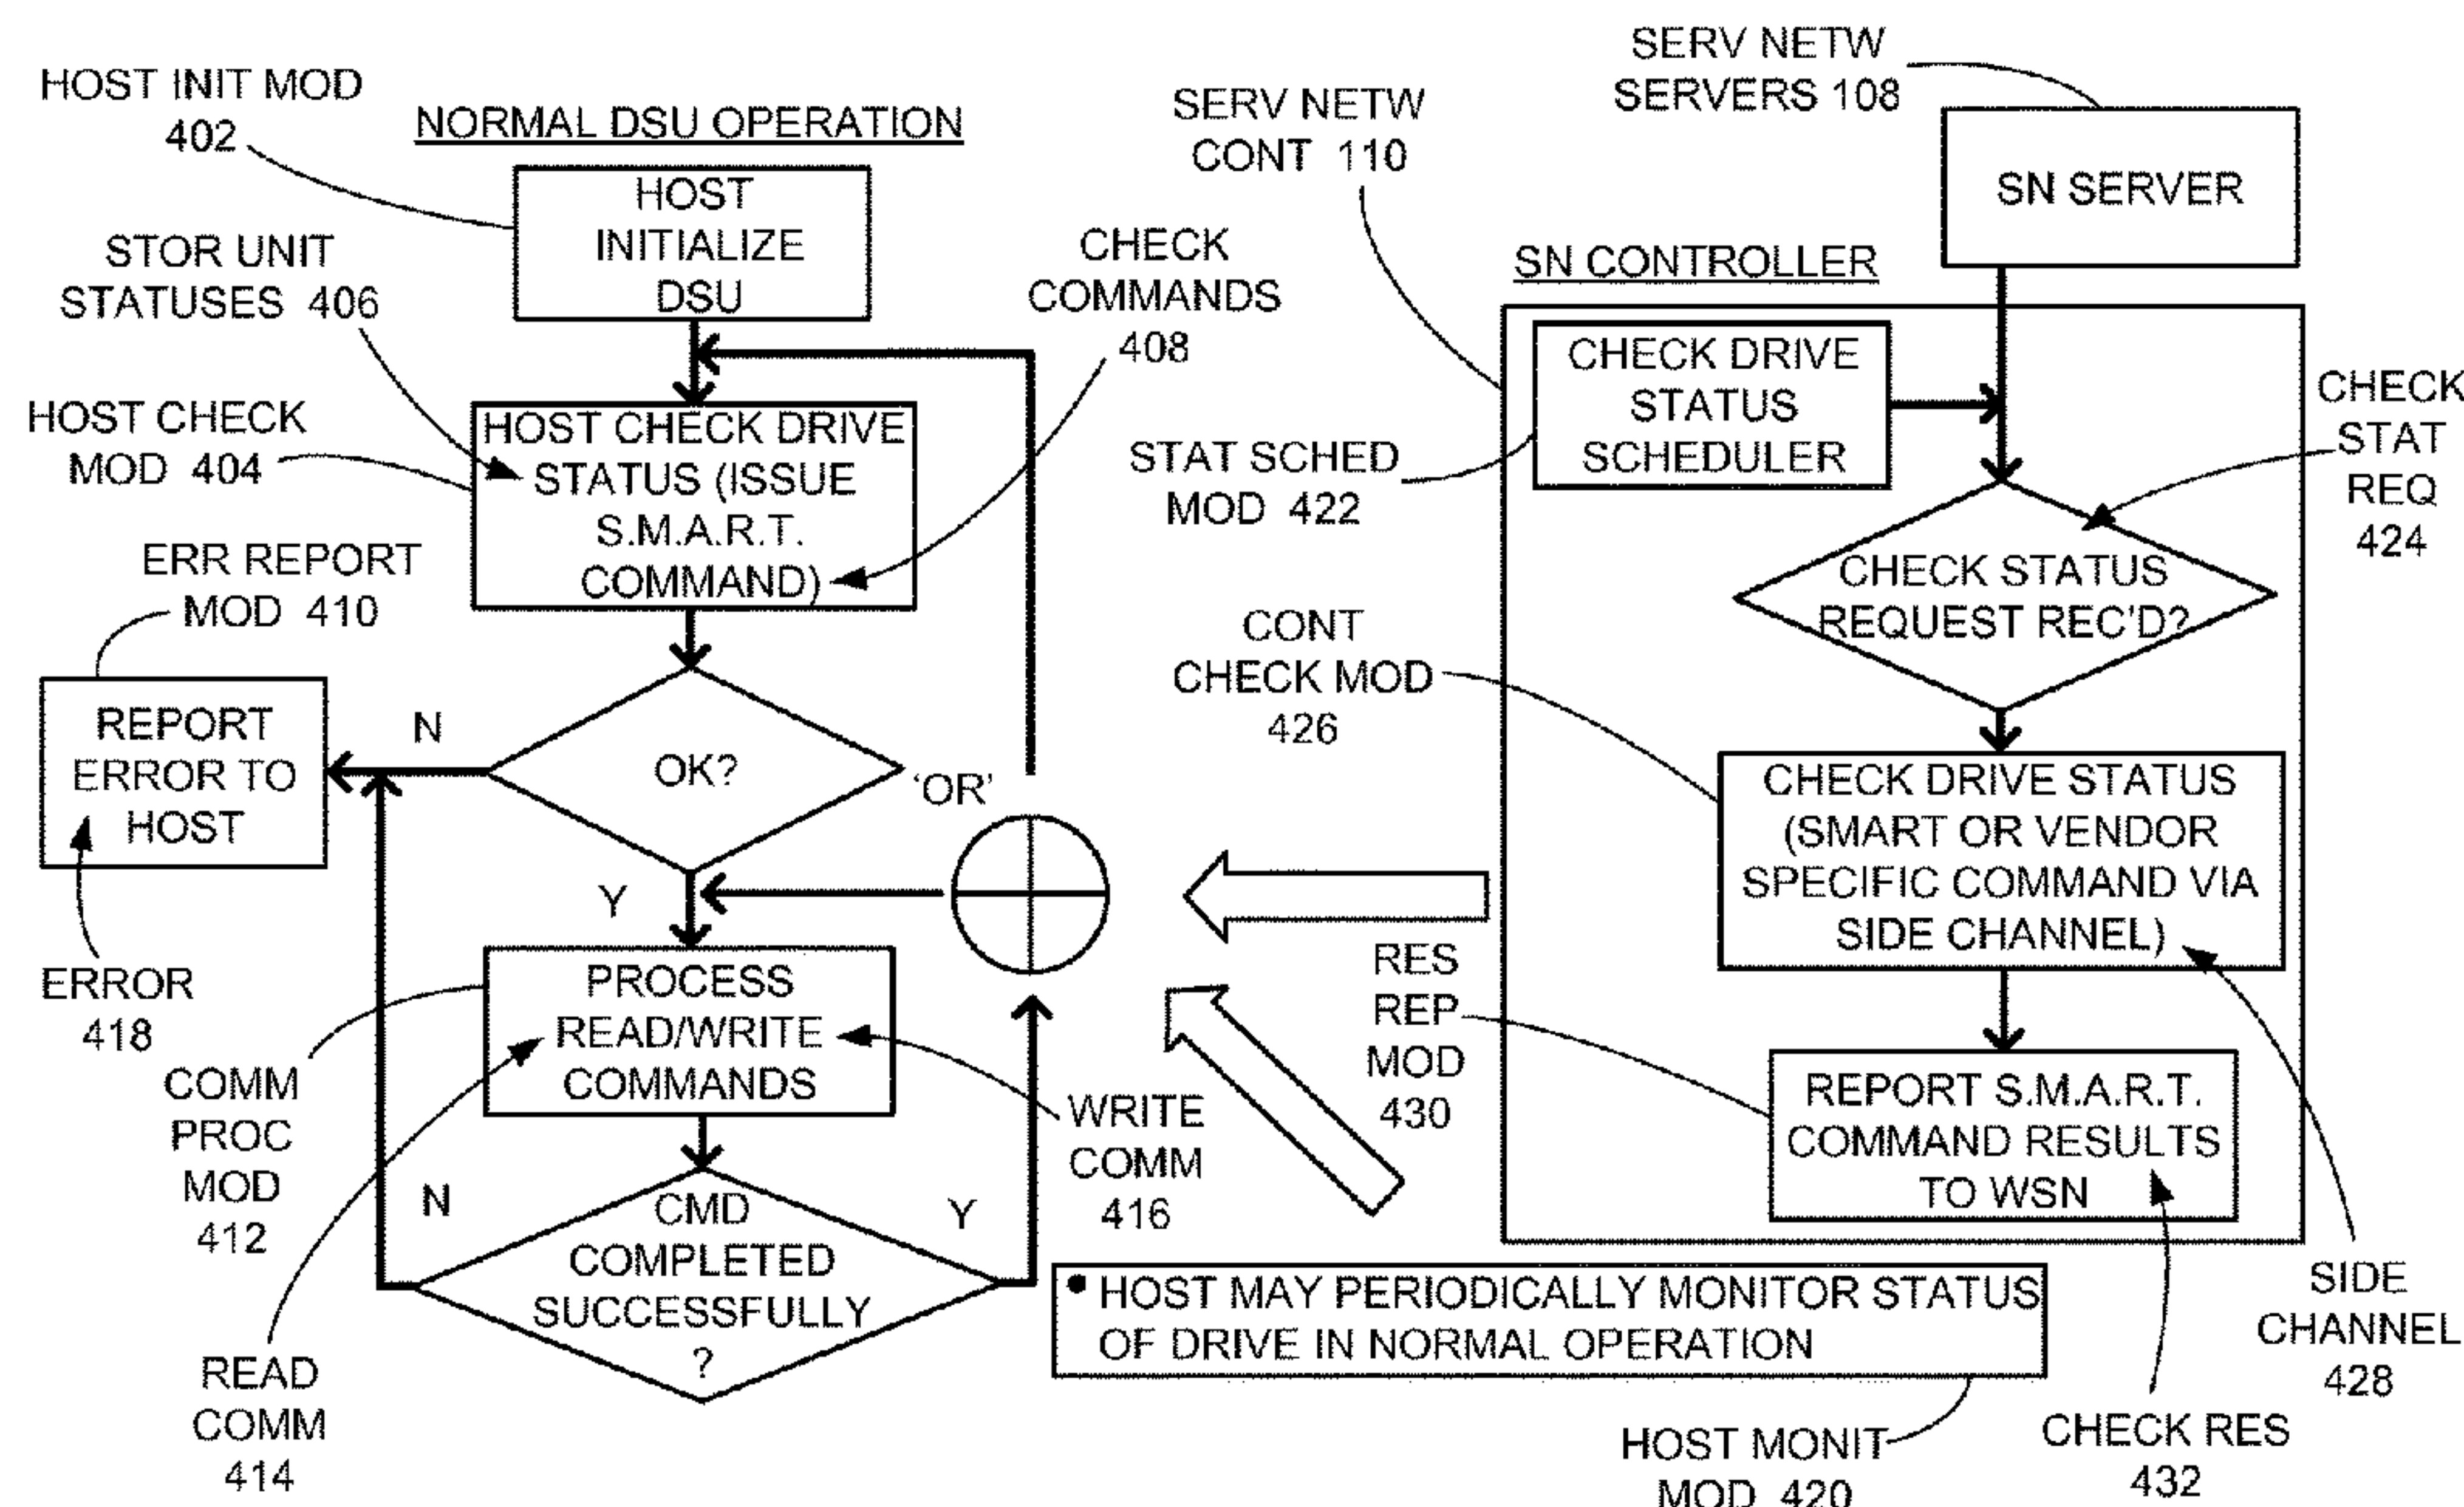 HOST INIT MOD
402
NORMAL DSU OPERATION
HOST
INITIALIZE
DSU
STOR UNIT
STATUSES 406
CHECK
COMMANDS
408
HOST CHECK
MOD 404
HOST CHECK DRIVE
STATUS (ISSUE
S.M.A.R.T.
COMMAND)
ERR REPORT
MOD 410
REPORT
ERROR TO
HOST
N
OK?
'OR'
Y
ERROR
418
PROCESS
READ/WRITE
COMMANDS
COMM
PROC
MOD
412
WRITE
COMM
416
N
CMD
COMPLETED
SUCCESSFULLY
?
Y
READ
COMM
414
SERV NETW
SERVERS 108
SERV NETW
CONT 110
SN SERVER
SN CONTROLLER
CHECK DRIVE
STATUS
SCHEDULER
STAT SCHED
MOD 422
CHECK
STAT
REQ
424
CHECK STATUS
REQUEST REC'D?
CONT
CHECK MOD
426
CHECK DRIVE STATUS
(SMART OR VENDOR
SPECIFIC COMMAND VIA
SIDE CHANNEL)
RES
REP
MOD
430
REPORT S.M.A.R.T.
COMMAND RESULTS
TO WSN
SIDE
CHANNEL
428
• HOST MAY PERIODICALLY MONITOR STATUS
OF DRIVE IN NORMAL OPERATION
HOST MONIT
MOD 420
CHECK RES
432